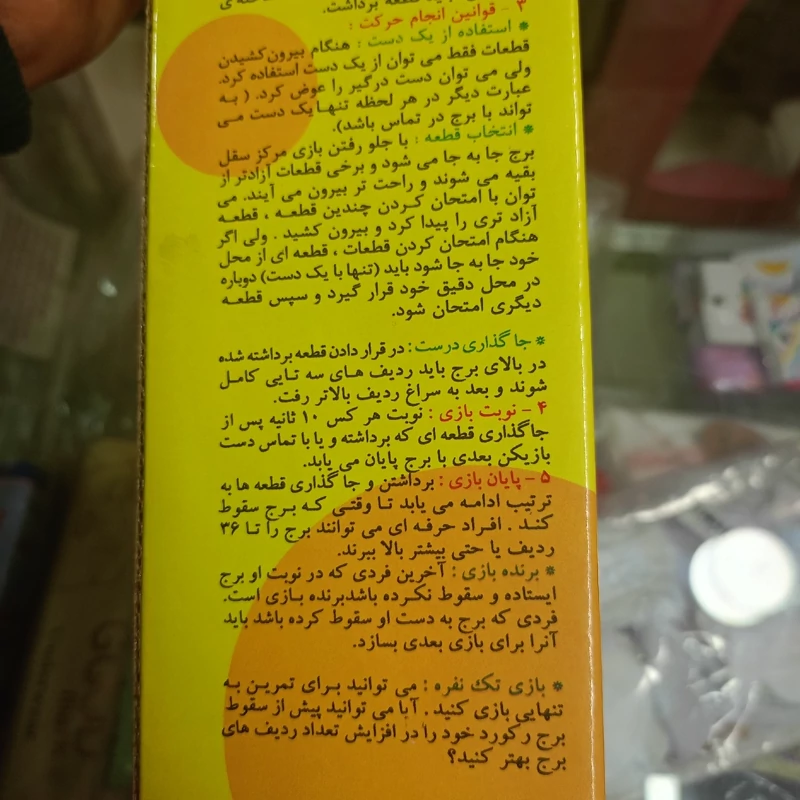 قطعه برداشت.
۳ - قوانین انجام حرکت :
* استفاده از یک دست : هنگام بیرون‌کشیدن
قطعات فقط می توان از یک دست استفاده کرد.
ولی می توان دست درگیر را عوض کرد. ( به
عبارت دیگر در هر لحظه تنها یک دست می
تواند با برج در تماس باشد).
* انتخاب قطعه : با جلو رفتن بازی مرکز سقل
برج جا به جا می شود و برخی قطعات آزادتر از
بقیه می شوند و راحت تر بیرون می آیند. می
توان با امتحان کردن چندین قطعه ، قطعه
آزاد تری را پیدا کرد و بیرون کشید . ولی اگر
هنگام امتحان کردن قطعات ، قطعه ای از محل
خود جا به جا شود باید (تنها با یک دست) دوباره
در محل دقیق خود قرار گیرد و سپس قطعه
دیگری امتحان شود.
* جا گذاری درست : در قرار دادن قطعه برداشته شده
در بالای برج باید ردیف های سه تایی کامل
شوند و بعد به سراغ ردیف بالاتر رفت.
۴ - نوبت بازی : نوبت هر کس ۱۰ ثانیه پس از
جاگذاری قطعه ای که برداشته و یا با تماس دست
بازیکن بعدی با برج پایان می یابد.
۵ - پایان بازی : برداشتن و جا گذاری قطعه ها به
ترتیب ادامه می یابد تا وقتی که برج سقوط
کند . افراد حرفه ای می توانند برج را تا ۳۶
ردیف یا حتی بیشتر بالا ببرند.
* برنده بازی : آخرین فردی که در نوبت او برج
ایستاده و سقوط نکرده باشدبرنده بازی است.
فردی که برج به دست او سقوط کرده باشد باید
آنرا برای بازی بعدی بسازد.
* بازی تک نفره : می توانید برای تمرین به
تنهایی بازی کنید . آیا می توانید پیش از سقوط
برج رکورد خود را در افزایش تعداد ردیف های
برج بهتر کنید؟